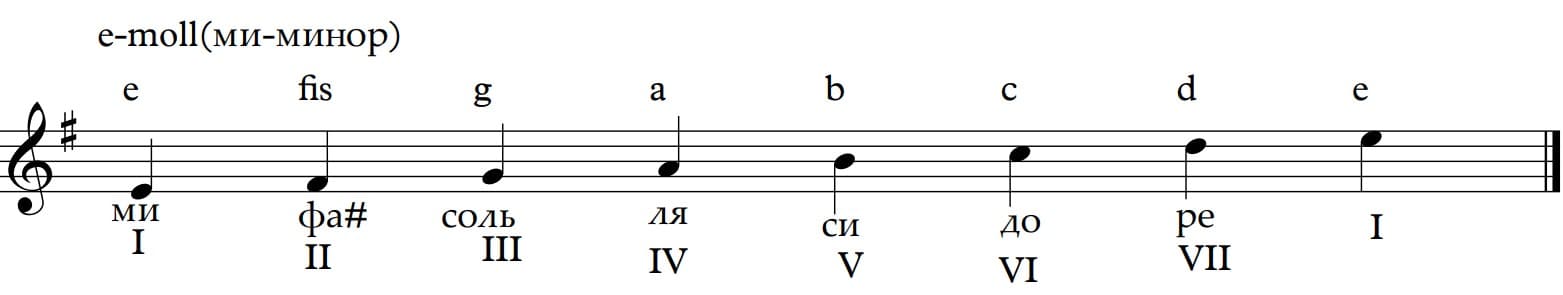 e-moll(ми-минор)
e fis g a b c d e
ми фа# соль ля си до ре
I II III IV V VI VII I